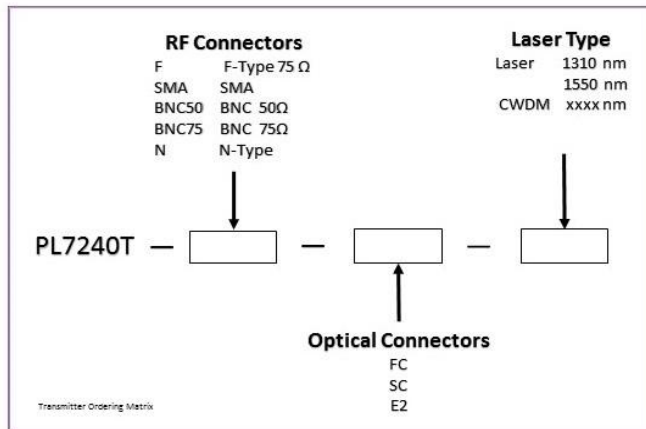 RF Connectors
F F-Type 75 Ω
SMA SMA
BNC50 BNC 50Ω
BNC75 BNC 75Ω
N N-Type
Laser Type
Laser 1310 nm
1550 nm
CWDM xxxx nm
PL7240T — — —
Optical Connectors
FC
SC
E2
Transmitter Ordering Matrix